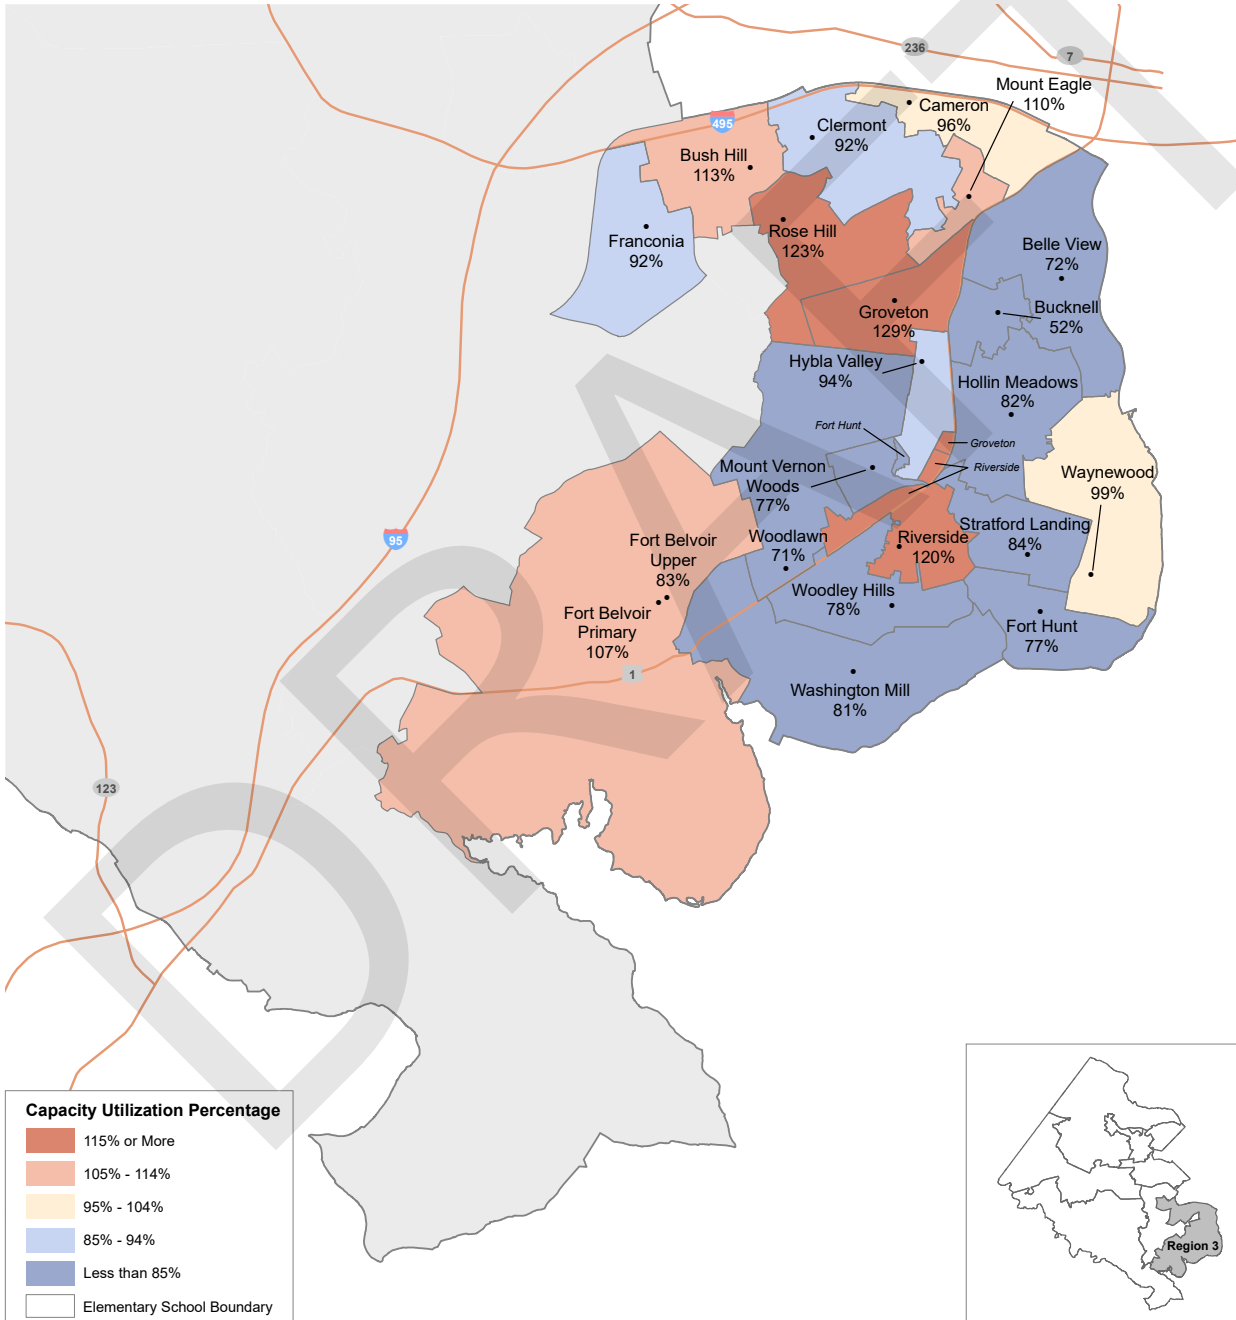 236
7
Mount Eagle
110%
Cameron
96%
495
Clermont
92%
Bush Hill
113%
Rose Hill
123%
Franconia
92%
Belle View
72%
Bucknell
52%
Groveton
129%
Hybla Valley
94%
Hollin Meadows
82%
Fort Hunt
Groveton
Riverside
Mount Vernon
Woods
77%
Waynewood
99%
95
Fort Belvoir
Upper
83%
Woodlawn
71%
Riverside
120%
Stratford Landing
84%
Woodley Hills
78%
Fort Belvoir
Primary
107%
Fort Hunt
77%
1
Washington Mill
81%
123
DRAFT
Capacity Utilization Percentage
115% or More
105% - 114%
95% - 104%
85% - 94%
Less than 85%
Elementary School Boundary
Region 3